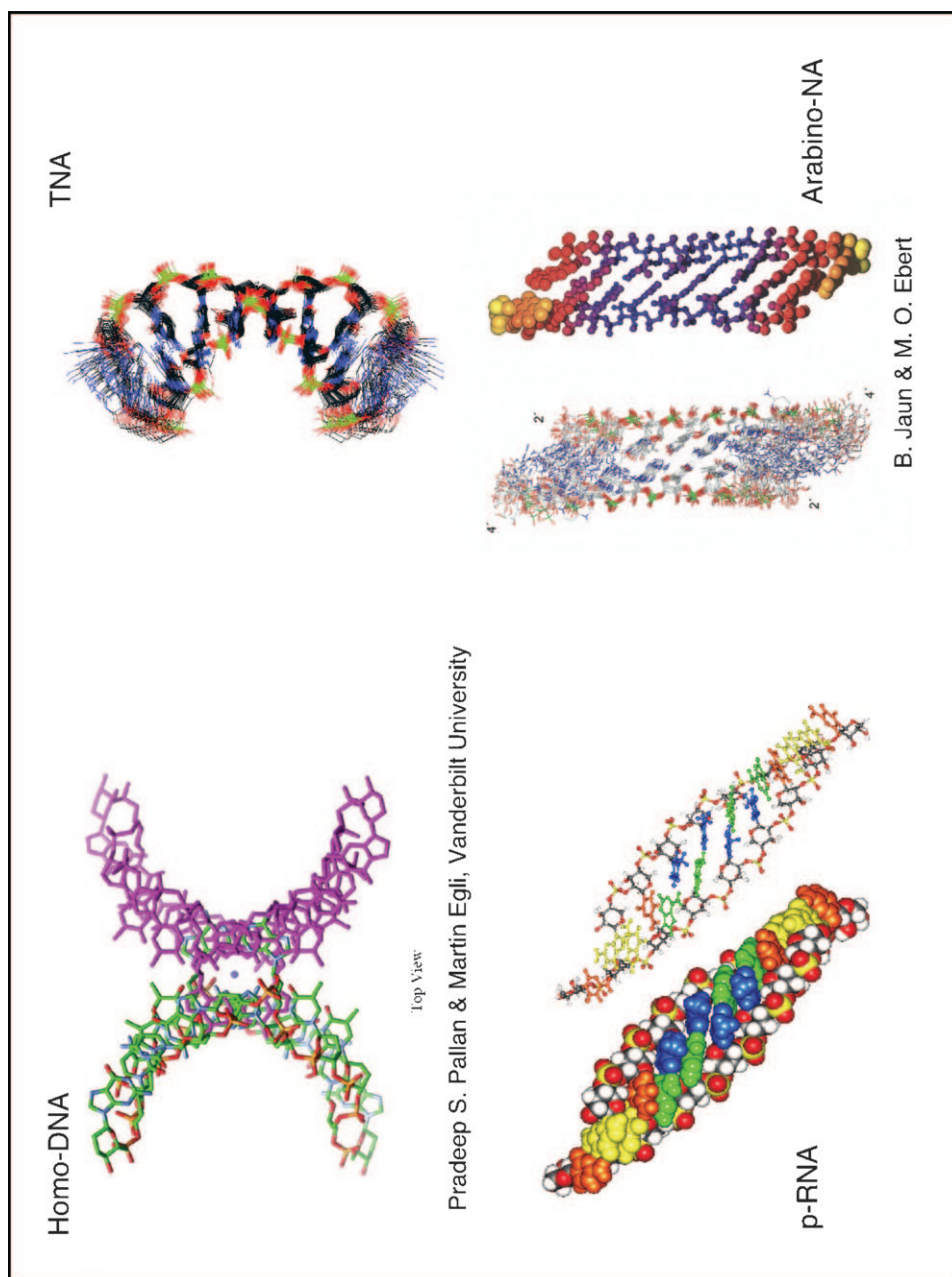 Homo-DNA
TNA
Top View
Pradeep S. Pallan & Martin Egli, Vanderbilt University
4´
2´
2´
4´
p-RNA
Arabino-NA
B. Jaun & M. O. Ebert